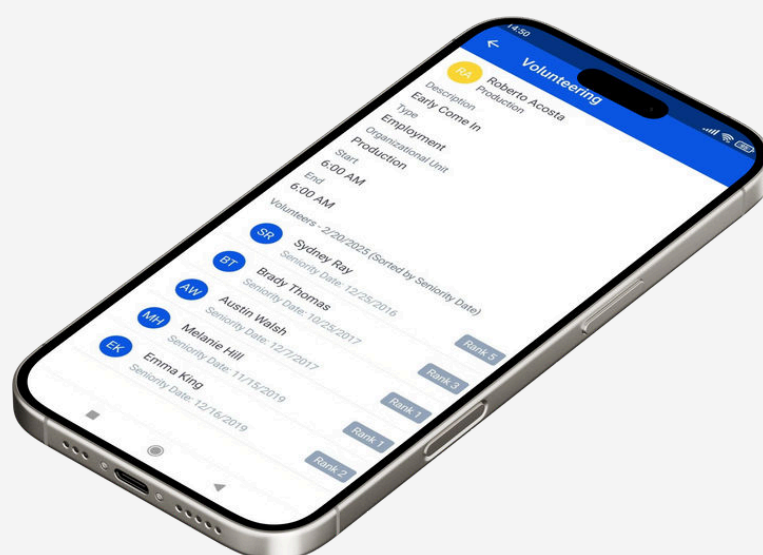 14:50
Volunteering
RA
Roberto Acosta
Production
Description
Early Come In
Type
Employment
Organizational Unit
Production
Start
6:00 AM
End
6:00 AM
Volunteers - 2/20/2025 (Sorted by Seniority Date)
SR
Sydney Ray
Seniority Date: 12/25/2016
Rank 5
BT
Brady Thomas
Seniority Date: 10/25/2017
Rank 3
AW
Austin Walsh
Seniority Date: 12/7/2017
Rank 1
MH
Melanie Hill
Seniority Date: 11/15/2019
Rank 1
EK
Emma King
Seniority Date: 12/16/2019
Rank 2